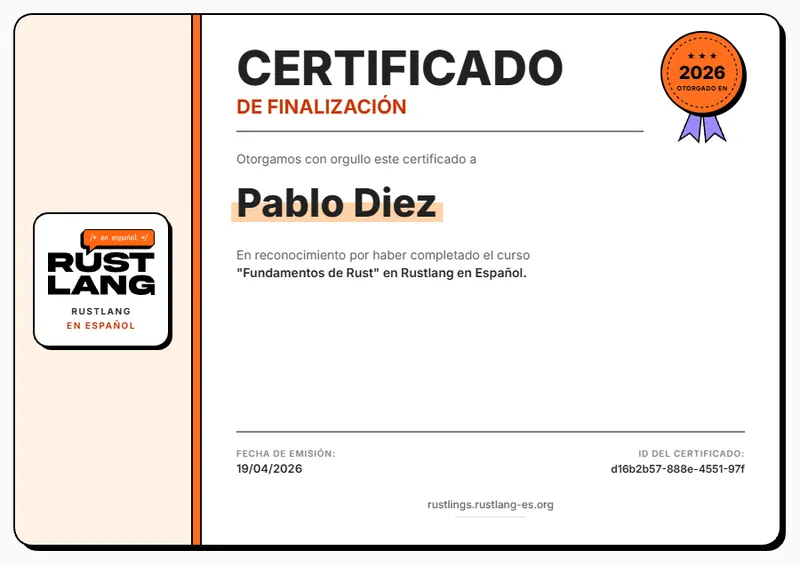 CERTIFICADO
DE FINALIZACIÓN
★ ★ ★
2026
OTORGADO EN
Otorgamos con orgullo este certificado a
Pablo Diez
En reconocimiento por haber completado el curso
"Fundamentos de Rust" en Rustlang en Español.
/* en español */
RUST
LANG
RUSTLANG
EN ESPAÑOL
FECHA DE EMISIÓN:
19/04/2026
ID DEL CERTIFICADO:
d16b2b57-888e-4551-97f
rustlings.rustlang-es.org